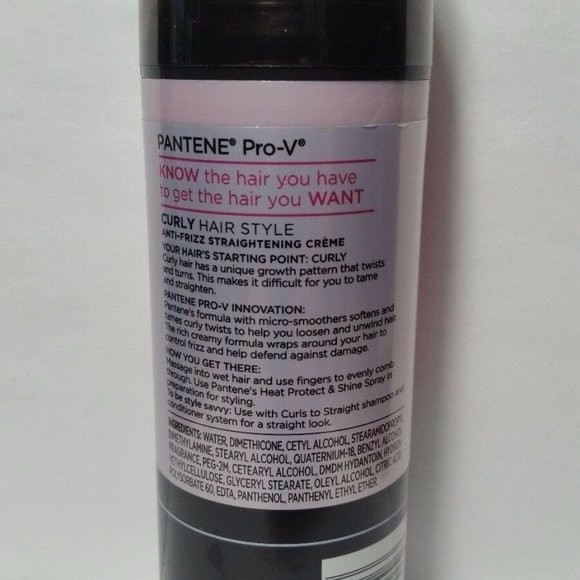 PANTENE® Pro-V®
KNOW the hair you have
to get the hair you WANT
CURLY HAIR STYLE
ANTI-FRIZZ STRAIGHTENING CRÈME
YOUR HAIR'S STARTING POINT: CURLY
Curly hair has a unique growth pattern that twists
and turns. This makes it difficult for you to tame
and straighten.
PANTENE PRO-V INNOVATION:
Pantene's formula with micro-smoothers softens and
tames curly twists to help you loosen and unwind hair.
The rich creamy formula wraps around your hair to
control frizz and help defend against damage.
HOW YOU GET THERE:
Massage into wet hair and use fingers to evenly comb
through. Use Pantene's Heat Protect & Shine Spray in
preparation for styling.
To be style savvy: Use with Curls to Straight shampoo and
conditioner system for a straight look.
INGREDIENTS: WATER, DIMETHICONE, CETYL ALCOHOL, STEARAMIDOPROPYL
DIMETHYLAMINE, STEARYL ALCOHOL, QUATERNIUM-18, BENZYL ALCOHOL,
FRAGRANCE, PEG-2M, CETEARYL ALCOHOL, DMDM HYDANTOIN,
GLYCERYL STEARATE, OLEYL ALCOHOL, CITRIC ACID,
POLYSORBATE 60, EDTA, PANTHENOL, PANTHENYL ETHYL ETHER.